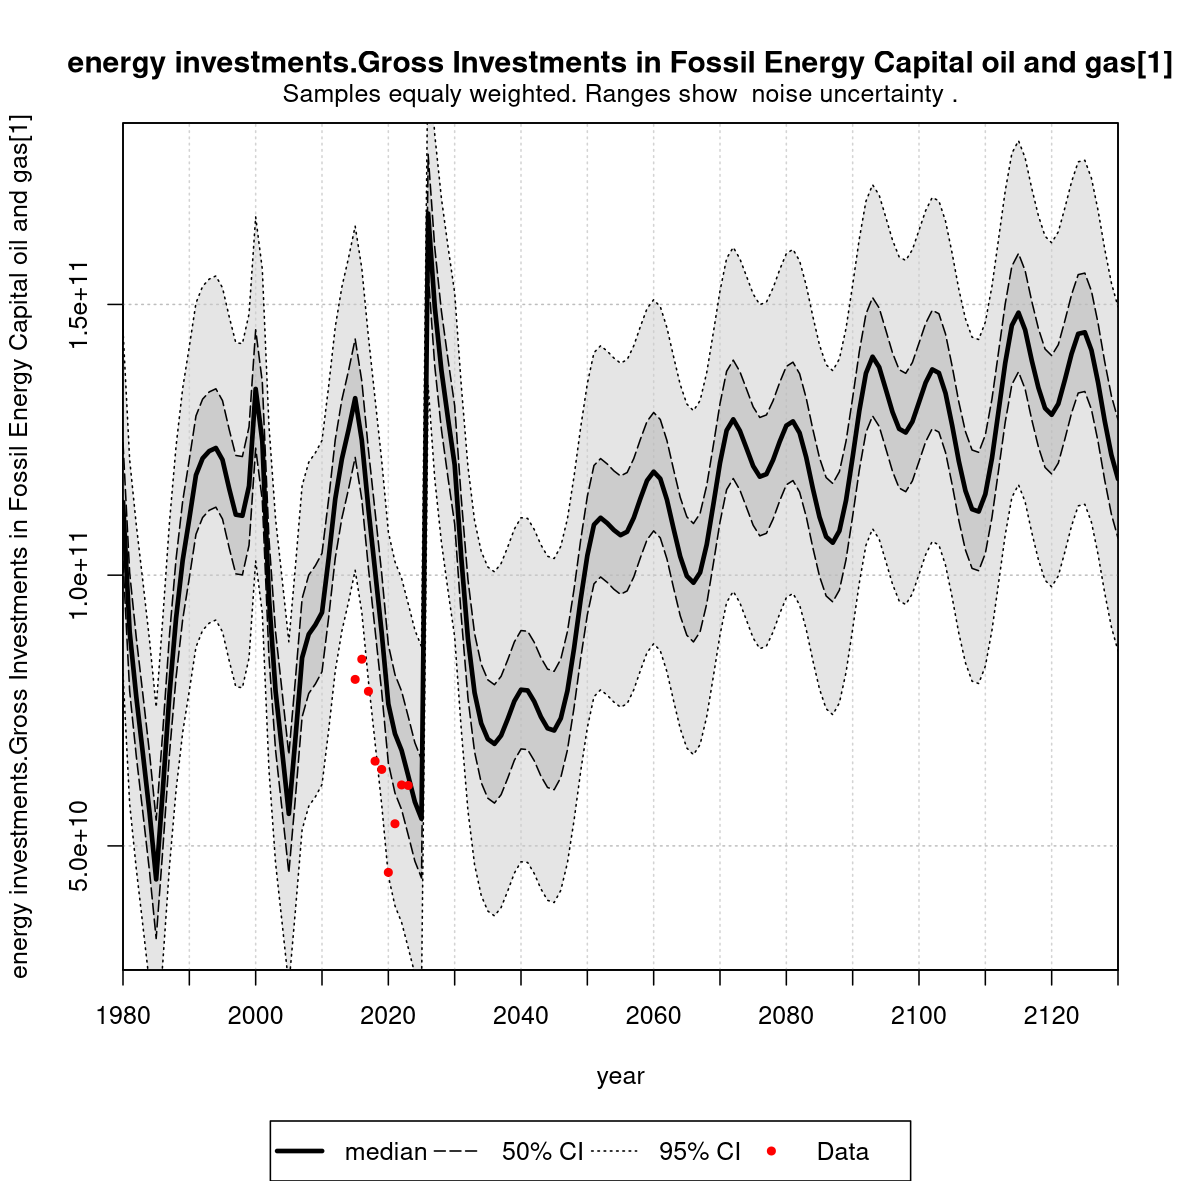 energy investments.Gross Investments in Fossil Energy Capital oil and gas[1]
Samples equaly weighted. Ranges show  noise uncertainty .
energy investments.Gross Investments in Fossil Energy Capital oil and gas[1]
1.5e+11
1.0e+11
5.0e+10
1980 2000 2020 2040 2060 2080 2100 2120
year
median 50% CI 95% CI Data